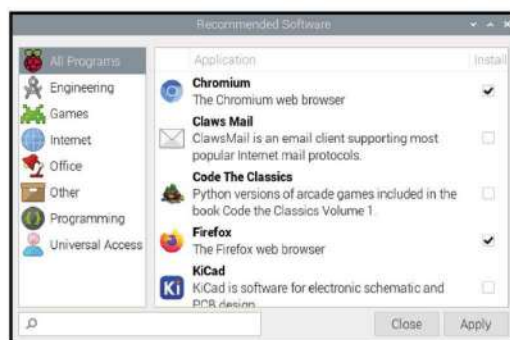 Recommended Software
All Programs
Engineering
Games
Internet
Office
Other
Programming
Universal Access
Application
Install
Chromium
The Chromium web browser
Claws Mail
ClawsMail is an email client supporting most
popular Internet mail protocols.
Code The Classics
Python versions of arcade games included in the
book Code the Classics Volume 1.
Firefox
The Firefox web browser
Ki
KiCad
KiCad is software for electronic schematic and
PCB design
Close
Apply